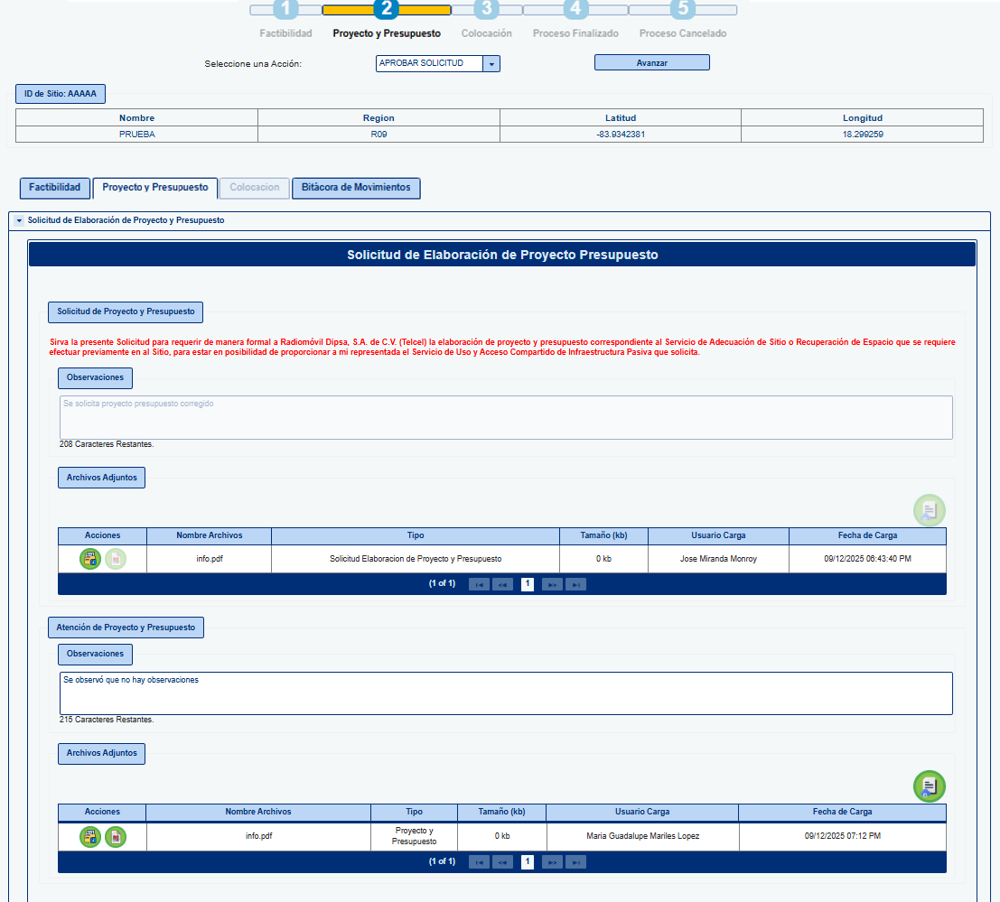 1 2 3 4 5
Factibilidad Proyecto y Presupuesto Colocación Proceso Finalizado Proceso Cancelado
Seleccione una Acción: APROBAR SOLICITUD Avanzar
ID de Sitio: AAAAA
Nombre Region Latitud Longitud
PRUEBA R09 -83.9342381 18.299259
Factibilidad Proyecto y Presupuesto Colocacion Bitácora de Movimientos
Solicitud de Elaboración de Proyecto y Presupuesto
Solicitud de Elaboración de Proyecto Presupuesto
Solicitud de Proyecto y Presupuesto
Sirva la presente Solicitud para requerir de manera formal a Radiomóvil Dipsa, S.A. de C.V. (Telcel) la elaboración de proyecto y presupuesto correspondiente al Servicio de Adecuación de Sitio o Recuperación de Espacio que se requiere
efectuar previamente en al Sitio, para estar en posibilidad de proporcionar a mi representada el Servicio de Uso y Acceso Compartido de Infraestructura Pasiva que solicita.
Observaciones
Se solicita proyecto presupuesto corregido
208 Caracteres Restantes.
Archivos Adjuntos
Acciones Nombre Archivos Tipo Tamaño (kb) Usuario Carga Fecha de Carga
info.pdf Solicitud Elaboracion de Proyecto y Presupuesto 0 kb Jose Miranda Monroy 09/12/2025 06:43:40 PM
(1 of 1) 1
Atención de Proyecto y Presupuesto
Observaciones
Se observó que no hay observaciones
215 Caracteres Restantes.
Archivos Adjuntos
Acciones Nombre Archivos Tipo Tamaño (kb) Usuario Carga Fecha de Carga
info.pdf Proyecto y Presupuesto 0 kb Maria Guadalupe Mariles Lopez 09/12/2025 07:12 PM
(1 of 1) 1